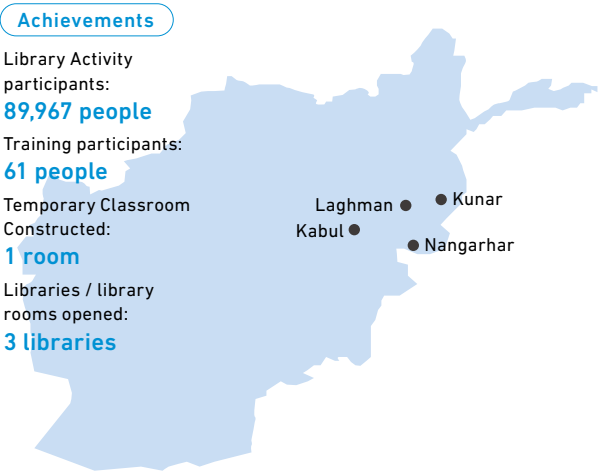 Achievements
Library Activity
participants:
89,967 people
Training participants:
61 people
Temporary Classroom
Constructed:
1 room
Libraries / library
rooms opened:
3 libraries
Laghman
Kunar
Kabul
Nangarhar